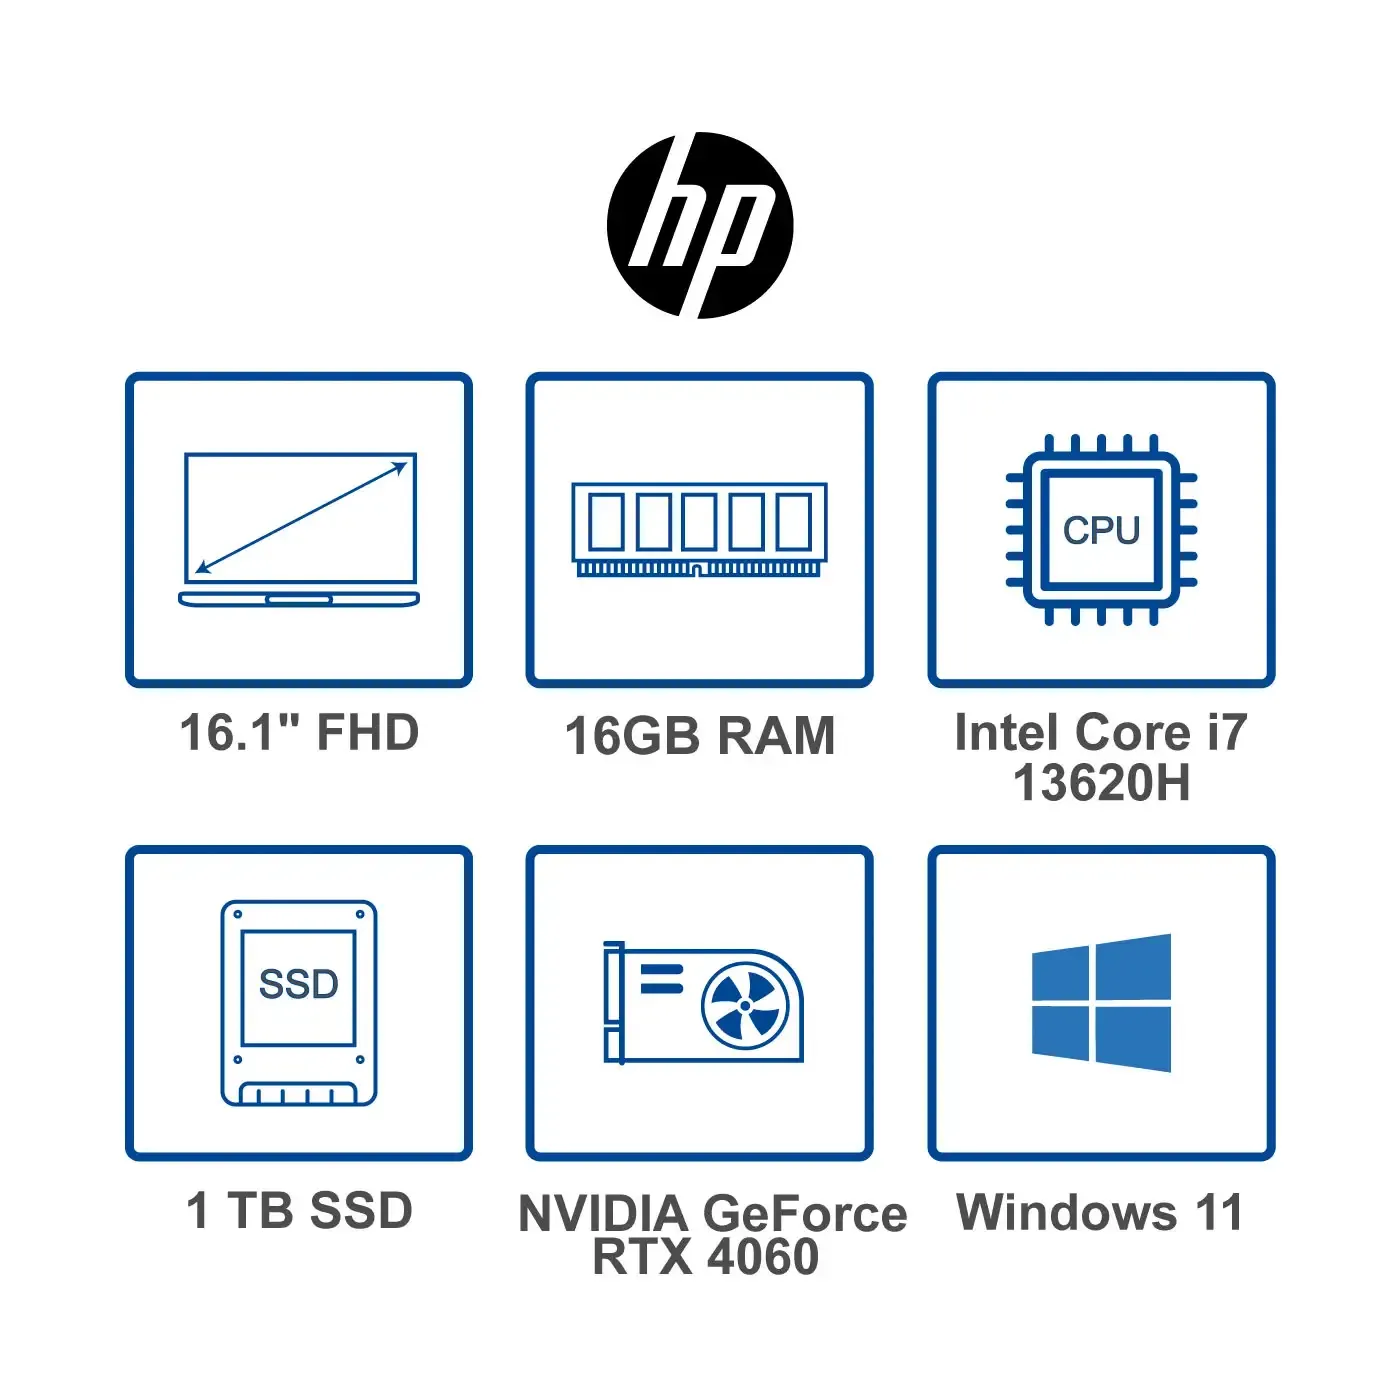 hp
CPU
16.1" FHD
16GB RAM
Intel Core i7
13620H
SSD
1 TB SSD
NVIDIA GeForce
RTX 4060
Windows 11